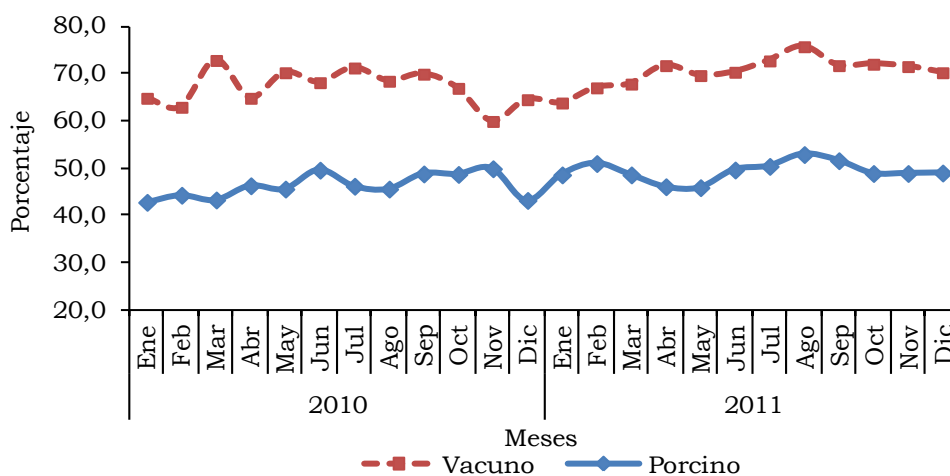 80,0
70,0
60,0
50,0
40,0
30,0
20,0
Porcentaje
Ene Feb Mar Abr May Jun Jul Ago Sep Oct Nov Dic Ene Feb Mar Abr May Jun Jul Ago Sep Oct Nov Dic
2010 2011
Meses
Vacuno Porcino